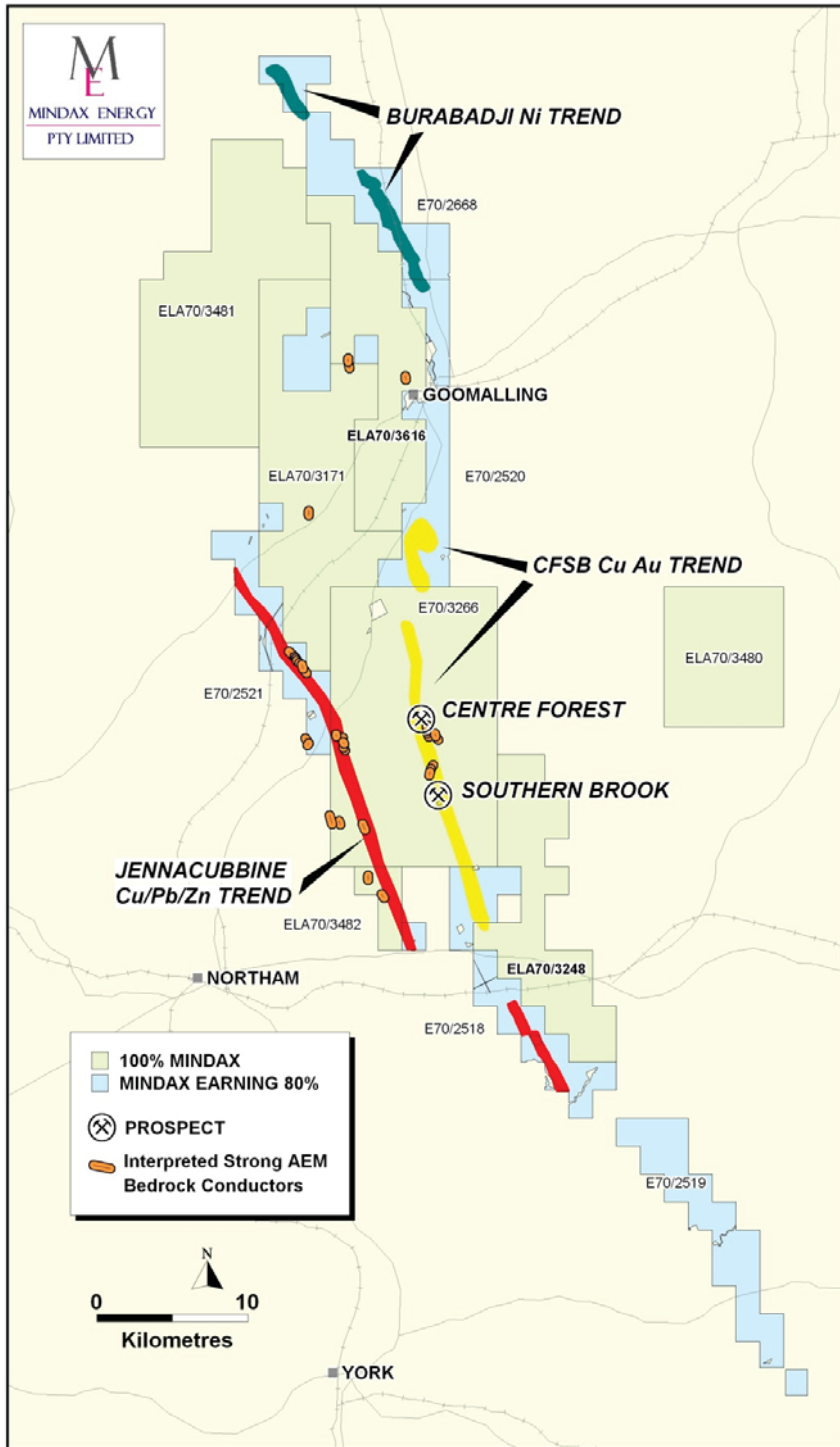 ME
MINDAX ENERGY
PTY LIMITED
BURABADJI Ni TREND
E70/2668
ELA70/3481
GOOMALLING
ELA70/3616
ELA70/3171
E70/2520
CFSB Cu Au TREND
E70/3266
ELA70/3480
E70/2521
CENTRE FOREST
SOUTHERN BROOK
JENNACUBBINE
Cu/Pb/Zn TREND
ELA70/3482
ELA70/3248
NORTHAM
E70/2518
100% MINDAX
MINDAX EARNING 80%
PROSPECT
Interpreted Strong AEM
Bedrock Conductors
E70/2519
N
0 10
Kilometres
YORK